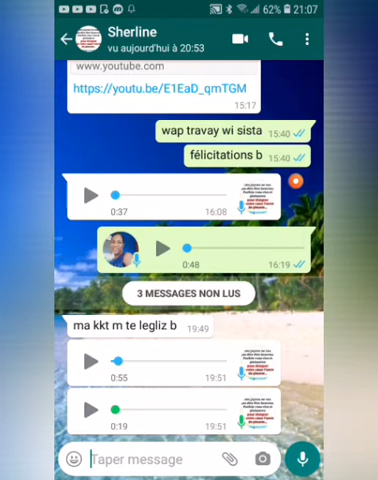 62% 21:07
Sherline
vu aujourd'hui à 20:53
www.youtube.com
https://youtu.be/E1EaD_qmTGM
15:17
wap travay wi sista 15:40
félicitations b 15:40
0:37 16:08
0:48 16:19
3 MESSAGES NON LUS
ma kkt m te legliz b 19:49
0:55 19:51
0:19 19:51
Taper message